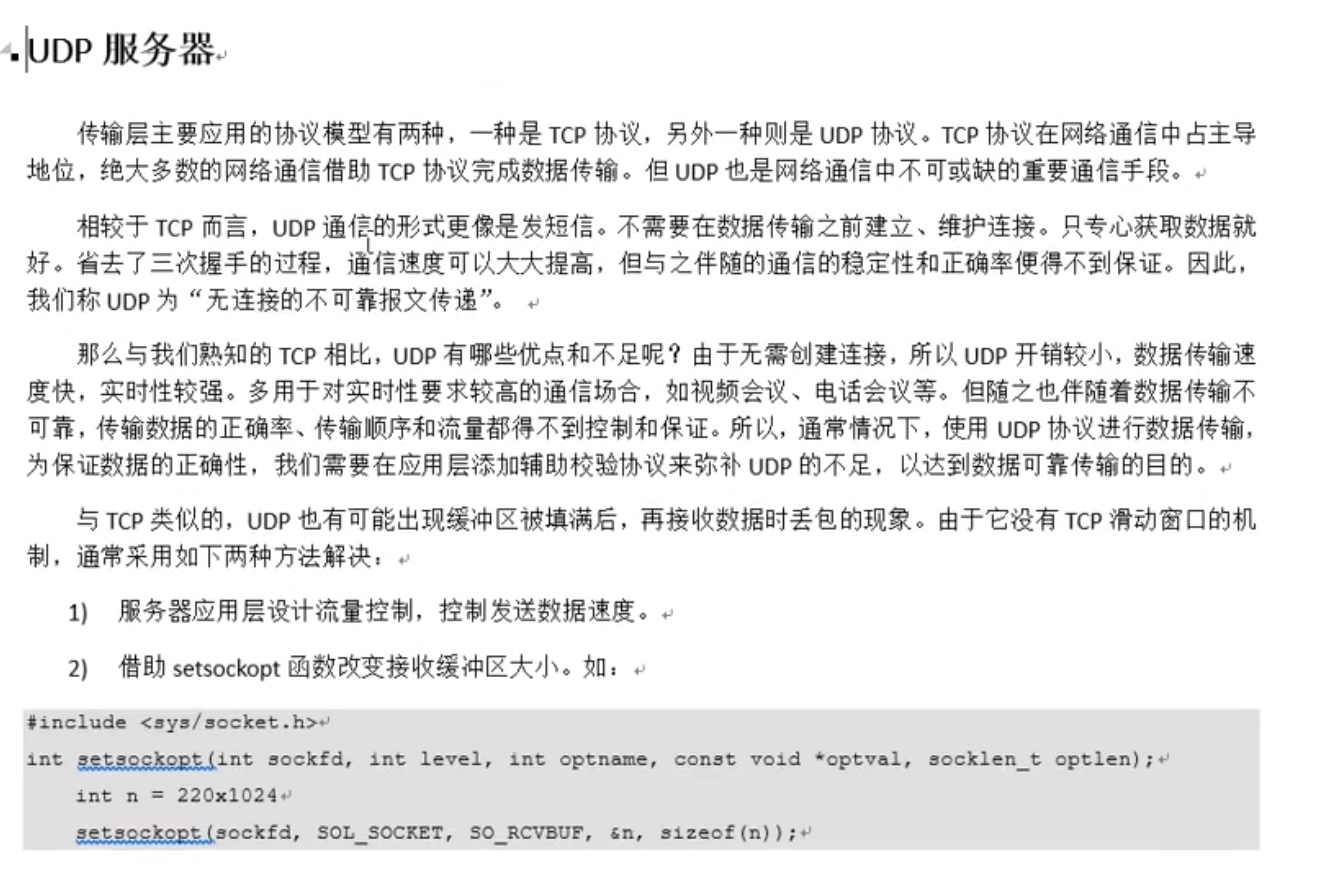 UDP 服务器
传输层主要应用的协议模型有两种，一种是 TCP 协议，另外一种则是 UDP 协议。TCP 协议在网络通信中占主导
地位，绝大多数的网络通信借助 TCP 协议完成数据传输。但 UDP 也是网络通信中不可或缺的重要通信手段。
相较于 TCP 而言，UDP 通信的形式更像是发短信。不需要在数据传输之前建立、维护连接。只专心获取数据就
好。省去了三次握手的过程，通信速度可以大大提高，但与之伴随的通信的稳定性和正确率便得不到保证。因此，
我们称 UDP 为“无连接的不可靠报文传递”。
那么与我们熟知的 TCP 相比，UDP 有哪些优点和不足呢？由于无需创建连接，所以 UDP 开销较小，数据传输速
度快，实时性较强。多用于对实时性要求较高的通信场合，如视频会议、电话会议等。但随之也伴随着数据传输不
可靠，传输数据的正确率、传输顺序和流量都得不到控制和保证。所以，通常情况下，使用 UDP 协议进行数据传输，
为保证数据的正确性，我们需要在应用层添加辅助校验协议来弥补 UDP 的不足，以达到数据可靠传输的目的。
与 TCP 类似的，UDP 也有可能出现缓冲区被填满后，再接收数据时丢包的现象。由于它没有 TCP 滑动窗口的机
制，通常采用如下两种方法解决：
1) 服务器应用层设计流量控制，控制发送数据速度。
2) 借助 setsockopt 函数改变接收缓冲区大小。如：
#include <sys/socket.h>
int setsockopt(int sockfd, int level, int optname, const void *optval, socklen_t optlen);
int n = 220x1024
setsockopt(sockfd, SOL_SOCKET, SO_RCVBUF, &n, sizeof(n));